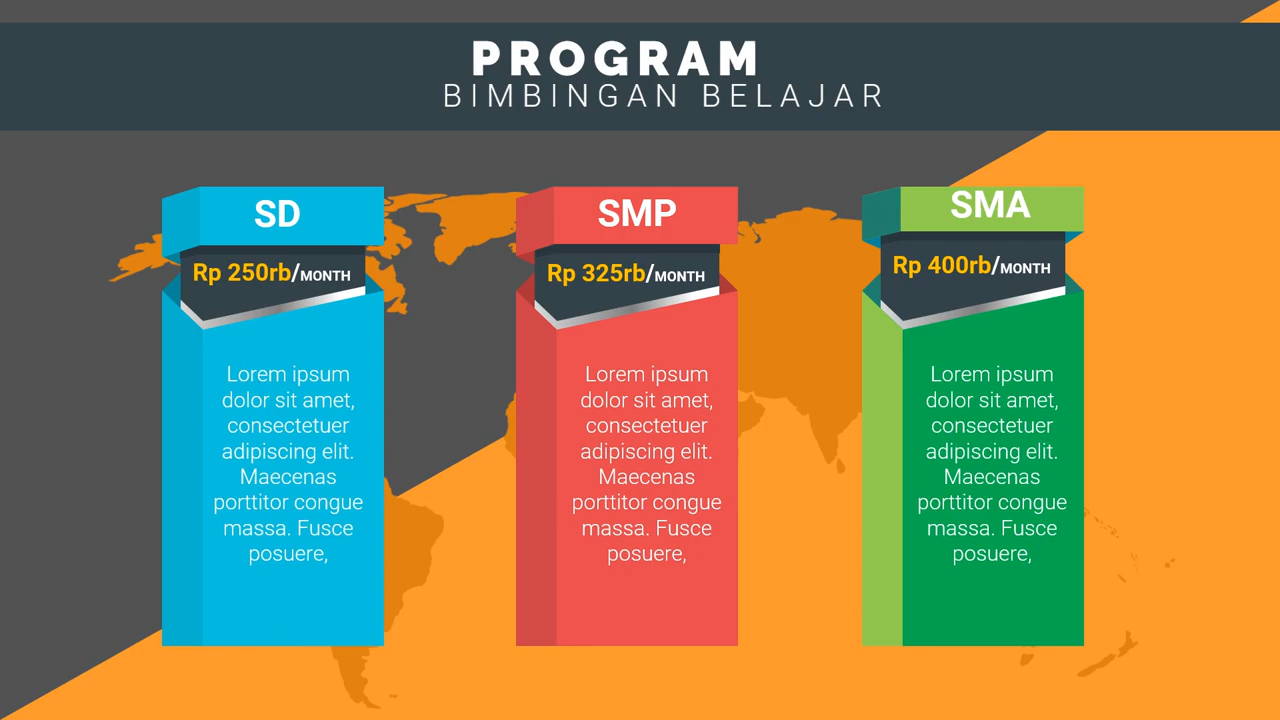 PROGRAM
BIMBINGAN BELAJAR
SD
Rp 250rb/MONTH
Lorem ipsum
dolor sit amet,
consectetuer
adipiscing elit.
Maecenas
porttitor congue
massa. Fusce
posuere,
SMP
Rp 325rb/MONTH
Lorem ipsum
dolor sit amet,
consectetuer
adipiscing elit.
Maecenas
porttitor congue
massa. Fusce
posuere,
SMA
Rp 400rb/MONTH
Lorem ipsum
dolor sit amet,
consectetuer
adipiscing elit.
Maecenas
porttitor congue
massa. Fusce
posuere,